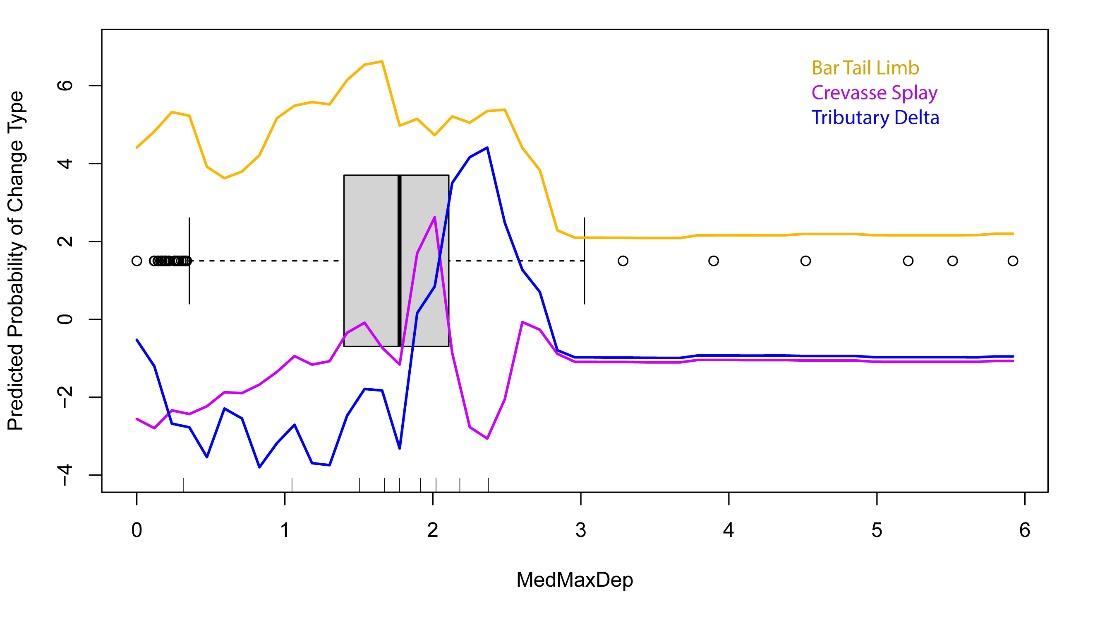 Bar Tail Limb
Crevasse Splay
Tributary Delta
Predicted Probability of Change Type
6
4
2
0
−2
−4
0 1 2 3 4 5 6
MedMaxDep